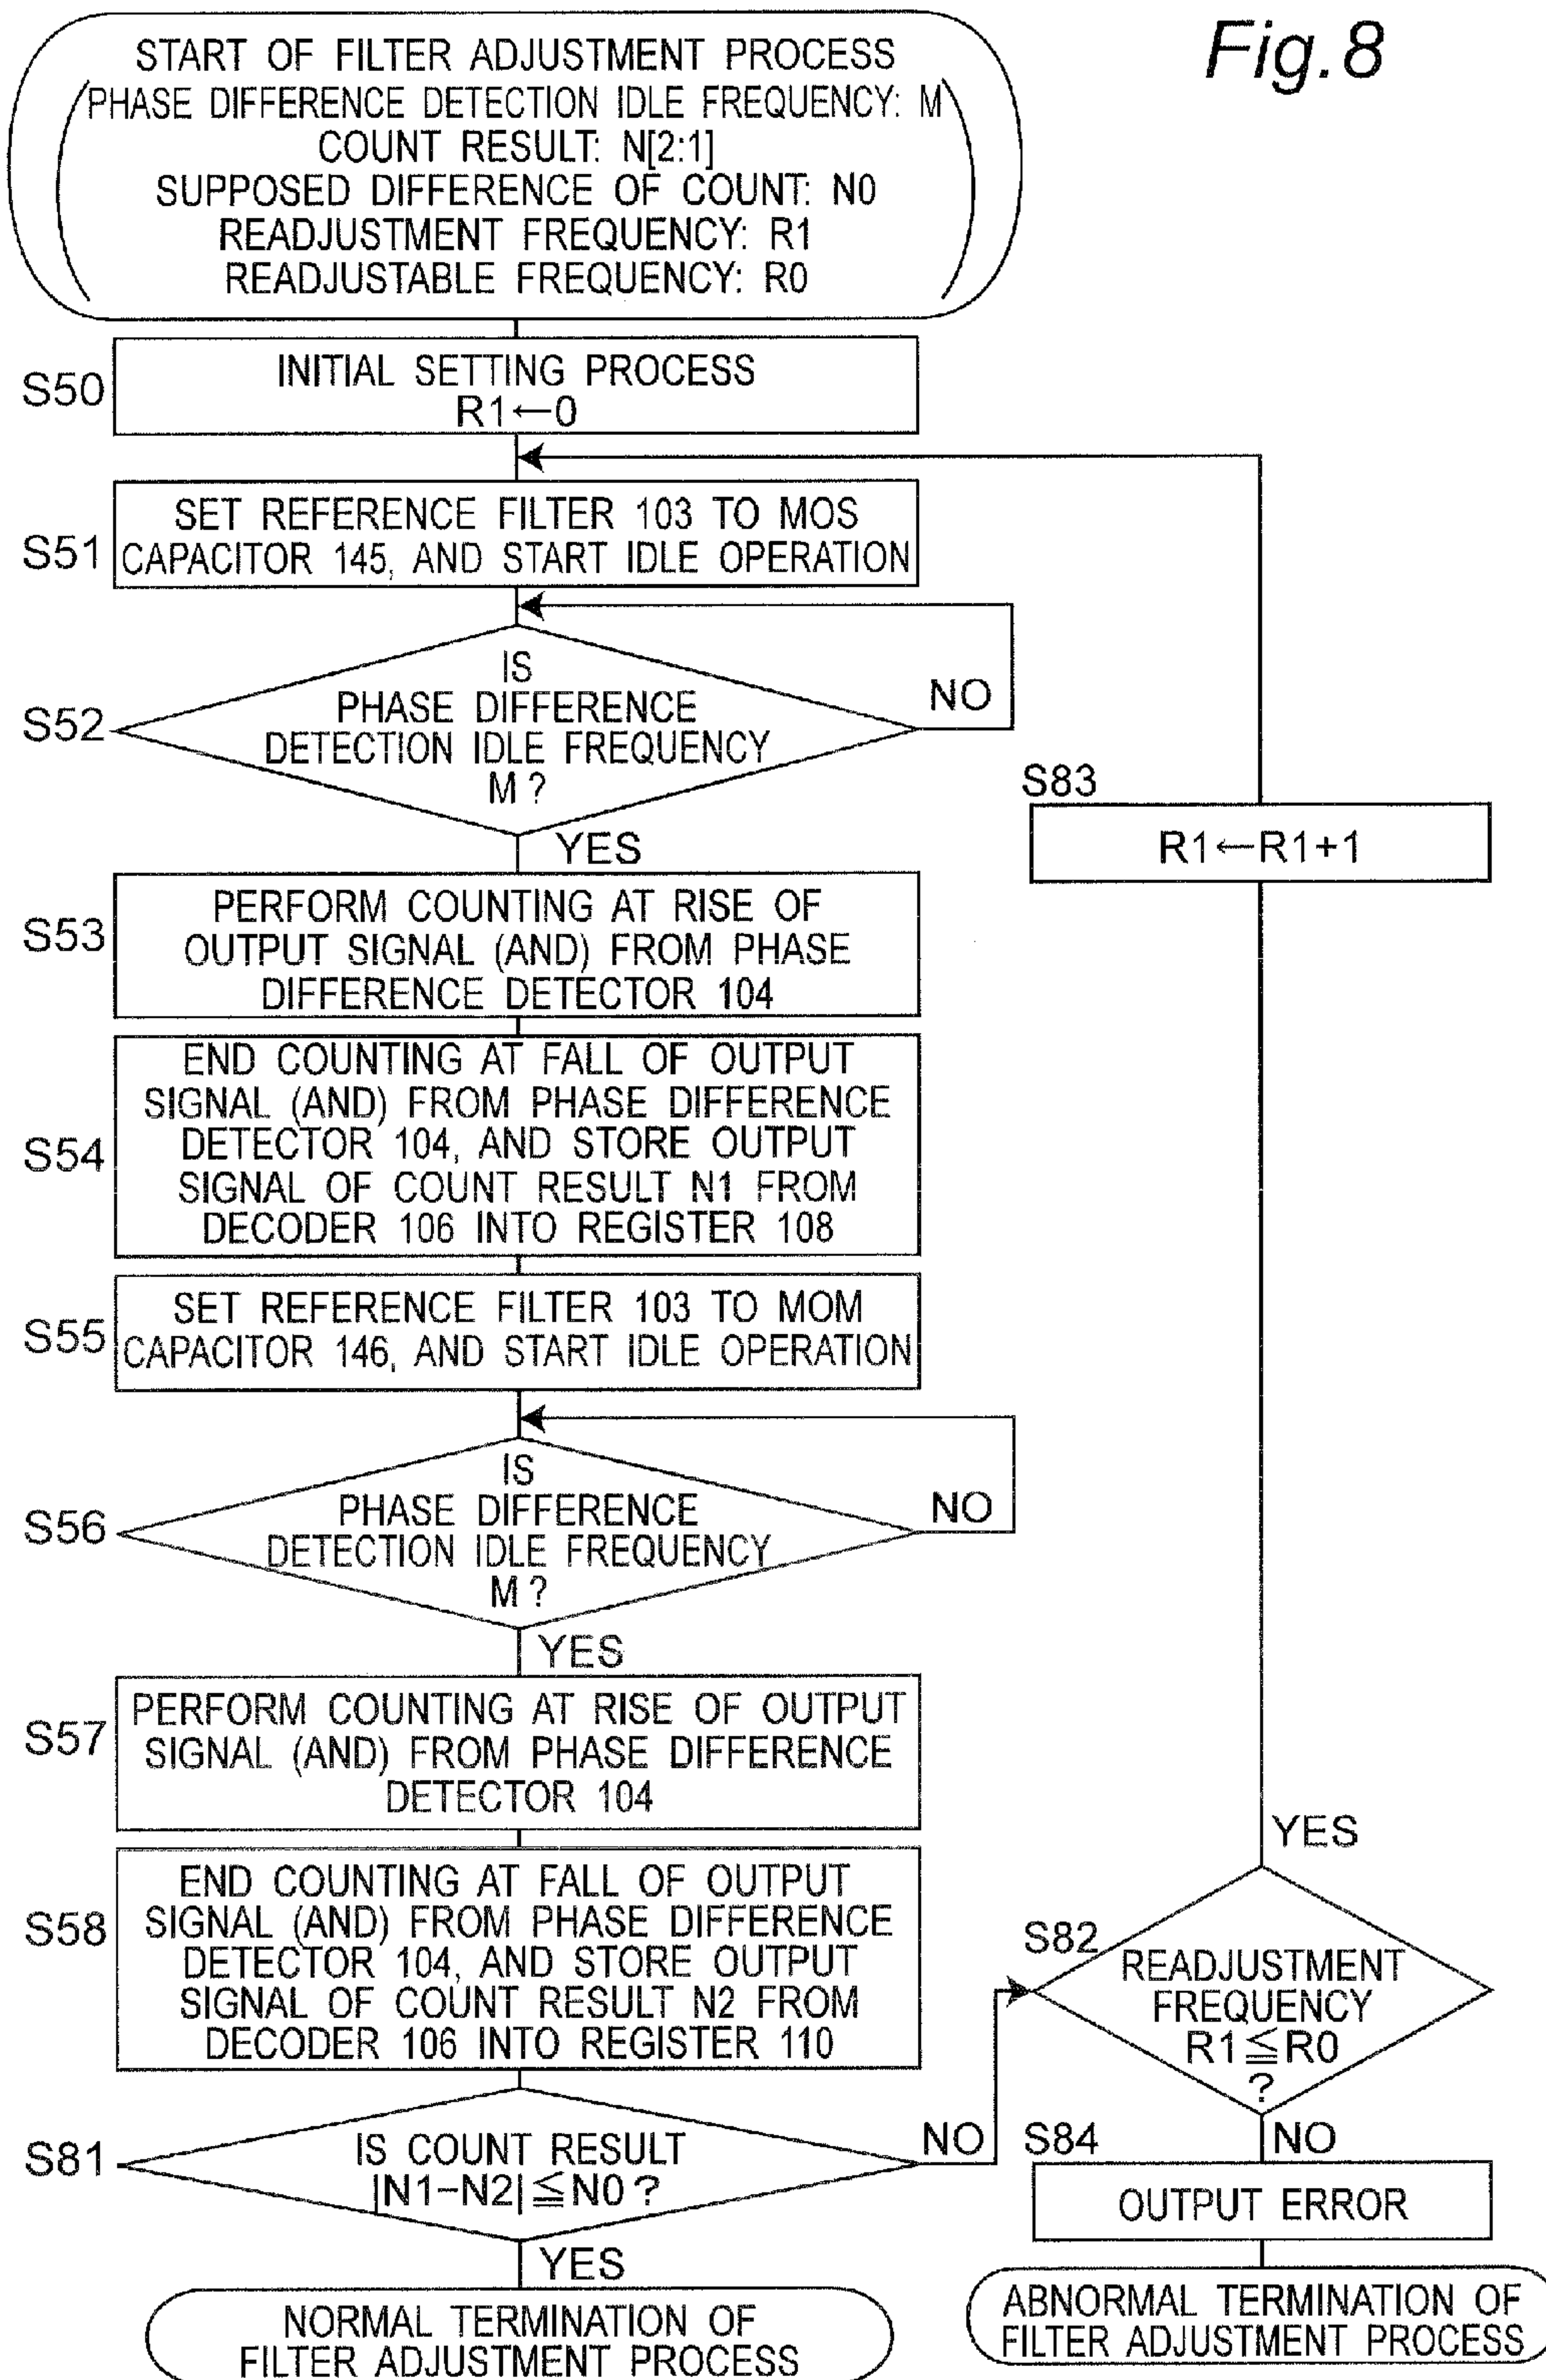 Fig.8
START OF FILTER ADJUSTMENT PROCESS
PHASE DIFFERENCE DETECTION IDLE FREQUENCY: M
COUNT RESULT: N[2:1]
SUPPOSED DIFFERENCE OF COUNT: N0
READJUSTMENT FREQUENCY: R1
READJUSTABLE FREQUENCY: R0
S50
INITIAL SETTING PROCESS
R1←0
S51
SET REFERENCE FILTER 103 TO MOS
CAPACITOR 145, AND START IDLE OPERATION
S52
IS
PHASE DIFFERENCE
DETECTION IDLE FREQUENCY
M ?
NO
YES
S53
PERFORM COUNTING AT RISE OF
OUTPUT SIGNAL (AND) FROM PHASE
DIFFERENCE DETECTOR 104
S54
END COUNTING AT FALL OF OUTPUT
SIGNAL (AND) FROM PHASE DIFFERENCE
DETECTOR 104, AND STORE OUTPUT
SIGNAL OF COUNT RESULT N1 FROM
DECODER 106 INTO REGISTER 108
S55
SET REFERENCE FILTER 103 TO MOM
CAPACITOR 146, AND START IDLE OPERATION
S56
IS
PHASE DIFFERENCE
DETECTION IDLE FREQUENCY
M ?
NO
YES
S57
PERFORM COUNTING AT RISE OF OUTPUT
SIGNAL (AND) FROM PHASE DIFFERENCE
DETECTOR 104
S58
END COUNTING AT FALL OF OUTPUT
SIGNAL (AND) FROM PHASE DIFFERENCE
DETECTOR 104, AND STORE OUTPUT
SIGNAL OF COUNT RESULT N2 FROM
DECODER 106 INTO REGISTER 110
S81
IS COUNT RESULT
|N1−N2|≦N0 ?
NO
YES
NORMAL TERMINATION OF
FILTER ADJUSTMENT PROCESS
S83
R1←R1+1
YES
S82
READJUSTMENT
FREQUENCY
R1≦R0
?
NO
S84
OUTPUT ERROR
ABNORMAL TERMINATION OF
FILTER ADJUSTMENT PROCESS